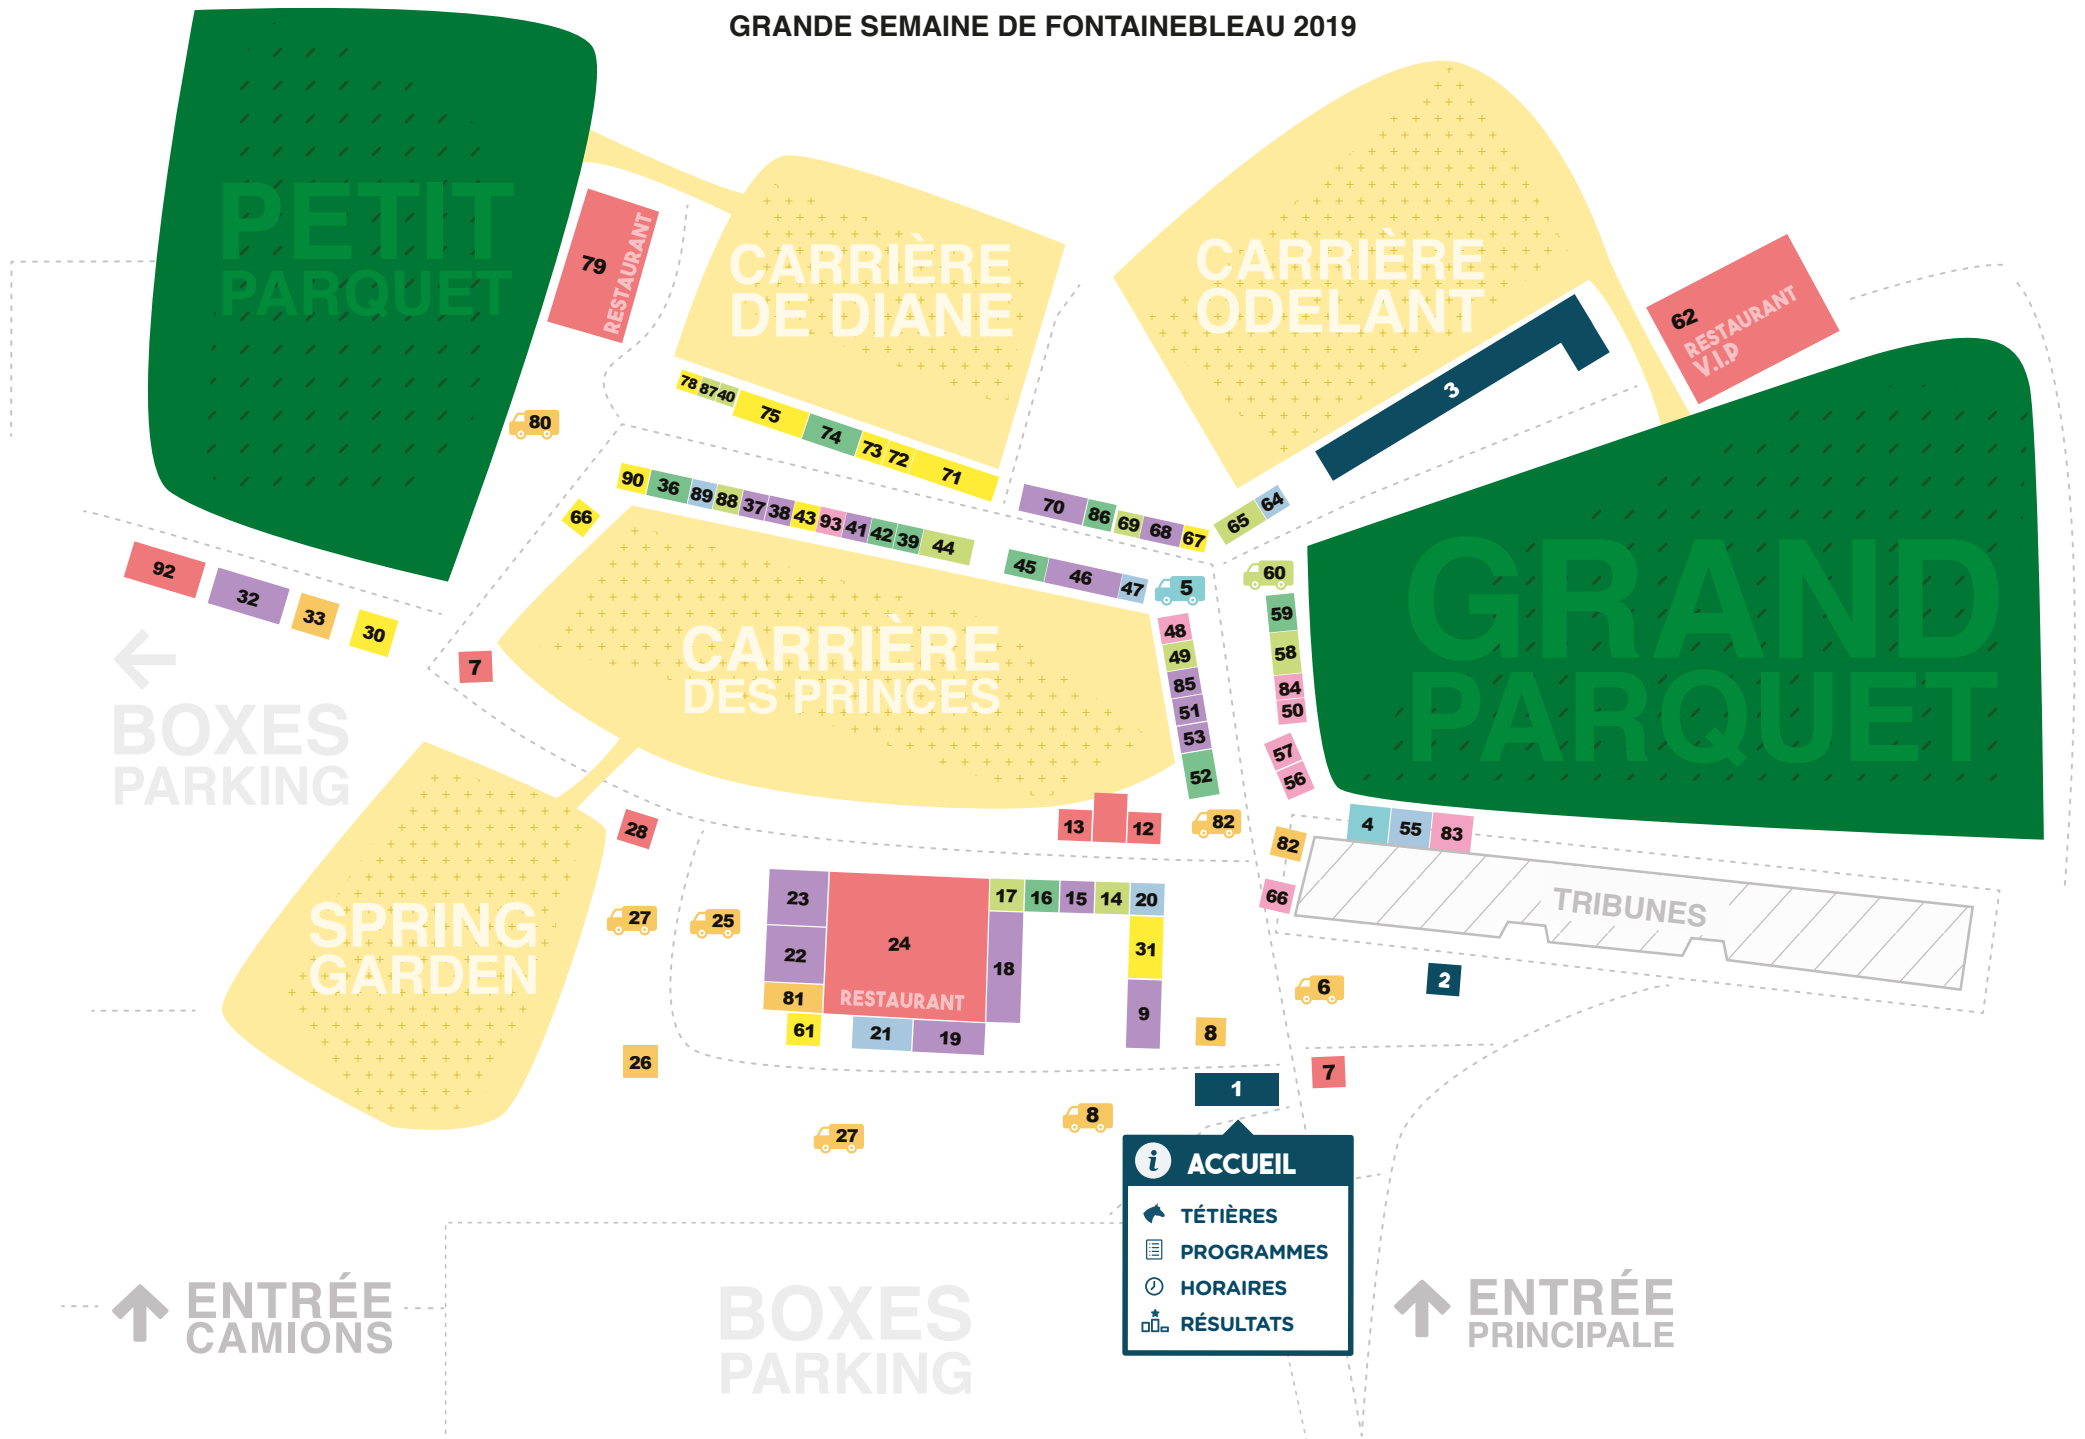 GRANDE SEMAINE DE FONTAINEBLEAU 2019
PETIT
PARQUET
79
RESTAURANT
CARRIÈRE
DE DIANE
CARRIÈRE
ODELANT
3
62
RESTAURANT
V.I.P
80
78 87 40 75 74 73 72 71
90 36 89 88 37 38 43 93 41 42 39 44
66
70 86 69 68 67
65 64
45 46 47
5
60
92 32 33 30
7
BOXES
PARKING
CARRIÈRE
DES PRINCES
48
49
85
51
53
52
59
58
84
50
57
56
GRAND
PARQUET
28
13 12
82
82
4 55 83
66
TRIBUNES
SPRING
GARDEN
27
25
23
22
81
61
24
RESTAURANT
17 16 15 14 20
18
31
9
21 19
26
27
8
8
6
2
7
1
ACCUEIL
TÉTIÈRES
PROGRAMMES
HORAIRES
RÉSULTATS
ENTRÉE
CAMIONS
BOXES
PARKING
ENTRÉE
PRINCIPALE